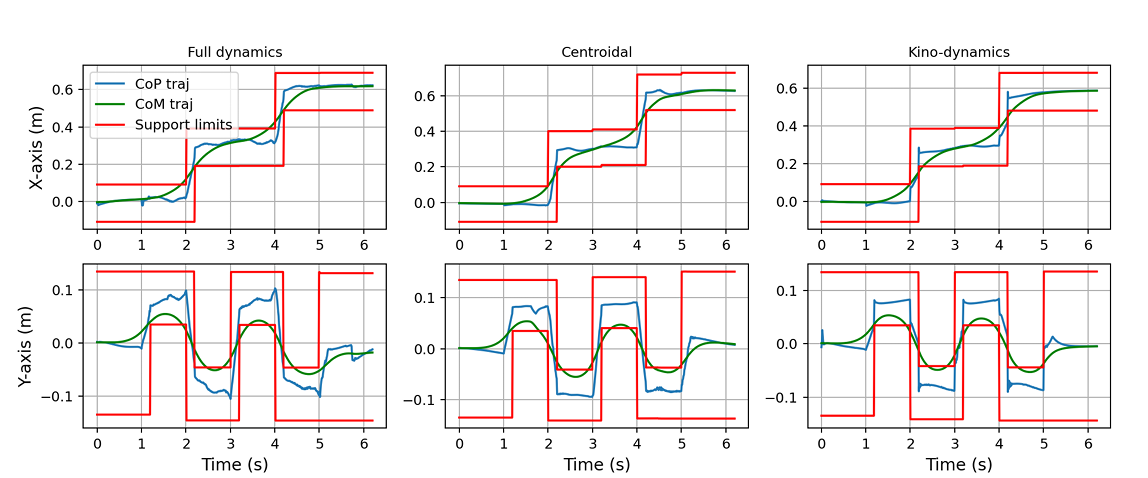 Full dynamics
Centroidal
Kino-dynamics
X-axis (m)
0.6
0.4
0.2
0.0
CoP traj
CoM traj
Support limits
0 1 2 3 4 5 6
0.6
0.4
0.2
0.0
0 1 2 3 4 5 6
0.6
0.4
0.2
0.0
0 1 2 3 4 5 6
Y-axis (m)
0.1
0.0
−0.1
0 1 2 3 4 5 6
Time (s)
0.1
0.0
−0.1
0 1 2 3 4 5 6
Time (s)
0.1
0.0
−0.1
0 1 2 3 4 5 6
Time (s)